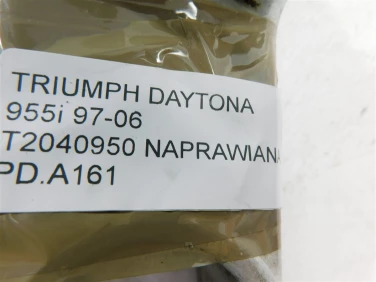 TRIUMPH DAYTONA
955i 97-06
T2040950 NAPRAWIANA
PD.A161